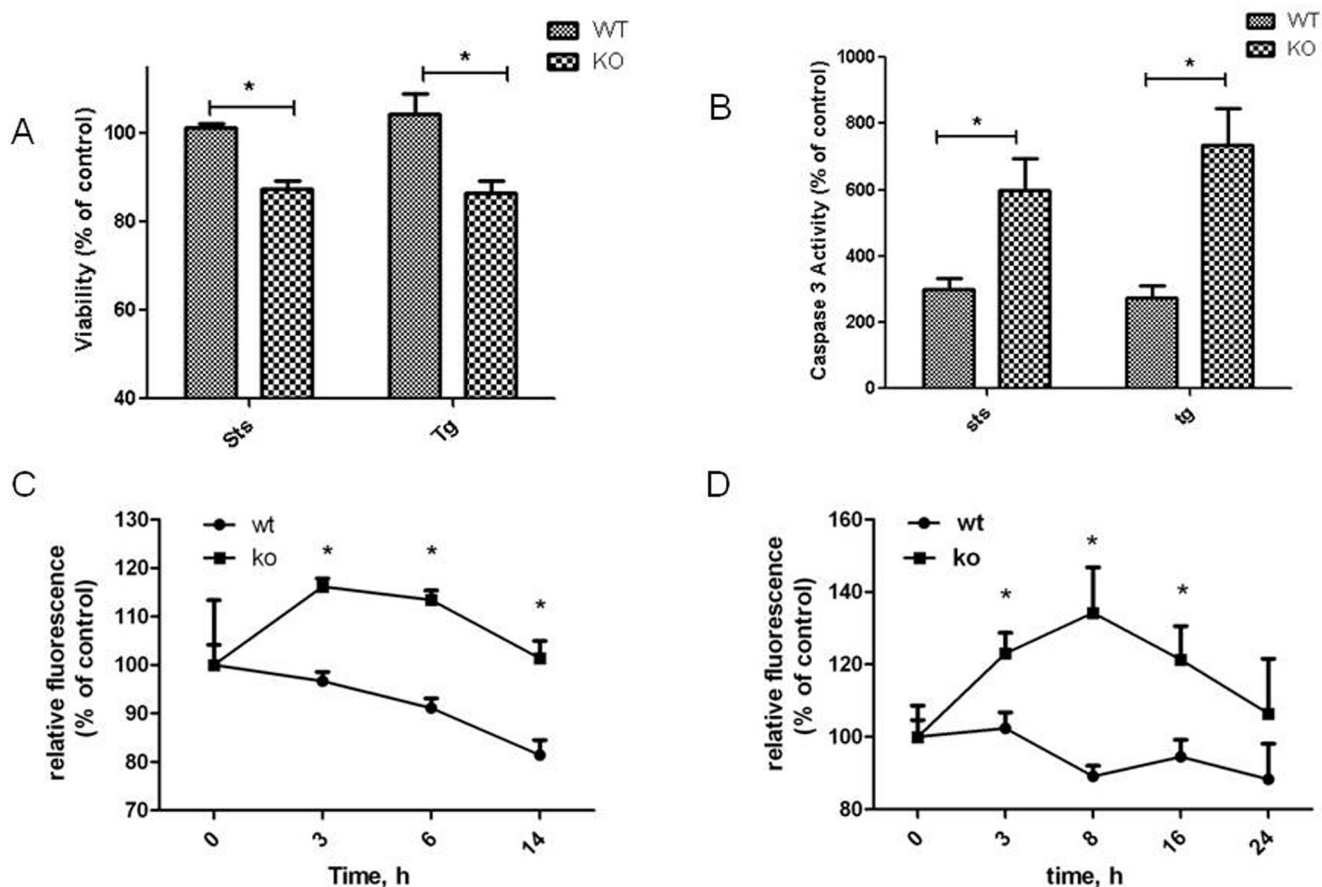 A
WT
KO
Viability (% of control)
100
80
60
40
*
*
Sts
Tg
B
WT
KO
Caspase 3 Activity (% of control)
1000
800
600
400
200
0
*
*
sts
tg
C
wt
ko
relative fluorescence
(% of control)
130
120
110
100
90
80
70
*
*
*
0
3
6
14
Time, h
D
wt
ko
relative fluorescence
(% of control)
160
140
120
100
80
*
*
*
0
3
8
16
24
time, h